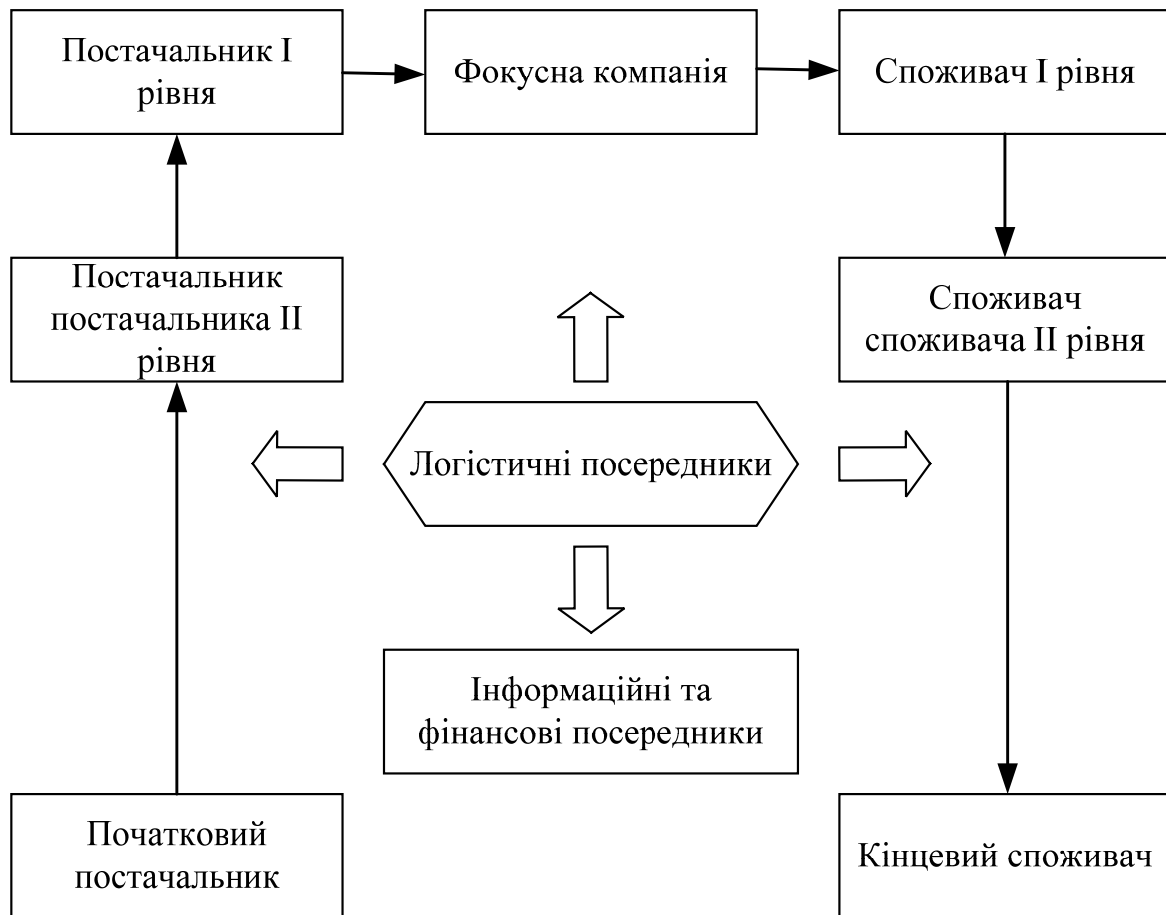 Постачальник І
рівня
Фокусна компанія
Споживач І рівня
Постачальник
постачальника ІІ
рівня
Споживач
споживача ІІ рівня
Логістичні посередники
Інформаційні та
фінансові посередники
Початковий
постачальник
Кінцевий споживач